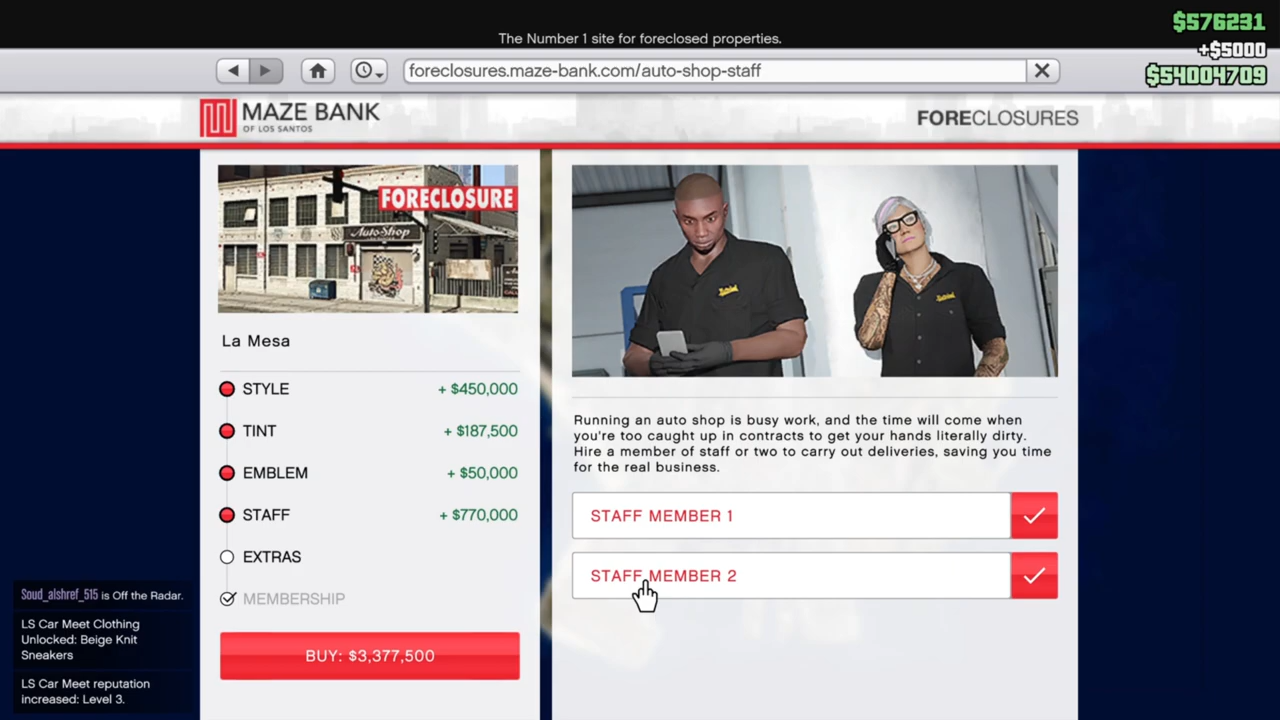 The Number 1 site for foreclosed properties.
$576231
+$5000
$54004709
foreclosures.maze-bank.com/auto-shop-staff
MAZE BANK
OF LOS SANTOS
FORECLOSURES
FORECLOSURE
Auto Shop
La Mesa
STYLE + $450,000
TINT + $187,500
EMBLEM + $50,000
STAFF + $770,000
EXTRAS
MEMBERSHIP
BUY: $3,377,500
Running an auto shop is busy work, and the time will come when
you're too caught up in contracts to get your hands literally dirty.
Hire a member of staff or two to carry out deliveries, saving you time
for the real business.
STAFF MEMBER 1
STAFF MEMBER 2
Soud_alshref_515 is Off the Radar.
LS Car Meet Clothing
Unlocked: Beige Knit
Sneakers
LS Car Meet reputation
increased: Level 3.